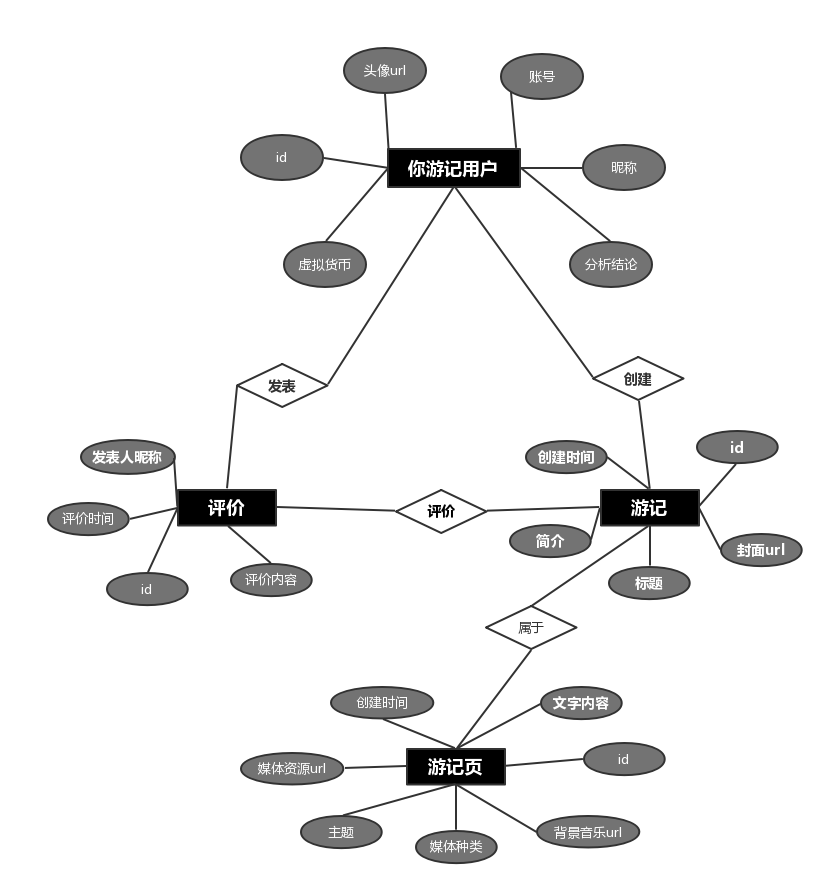 头像url
账号
id
你游记用户
昵称
虚拟货币
分析结论
发表
创建
发表人昵称
创建时间
id
评价时间
评价
评价
游记
简介
封面url
id
评价内容
标题
属于
创建时间
文字内容
媒体资源url
游记页
id
主题
媒体种类
背景音乐url